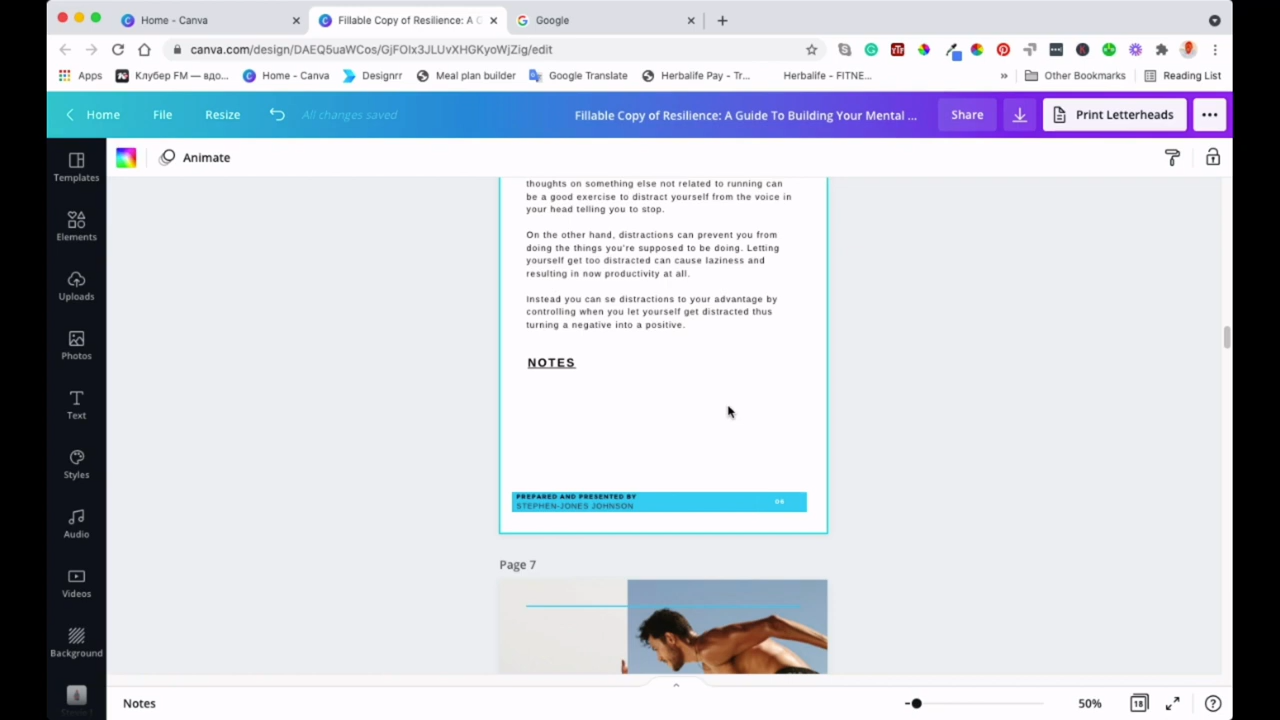 Home - Canva
Fillable Copy of Resilience: A G
Google
canva.com/design/DAEQ5uaWCos/GjFOIx3JLUvXHGKyoWjZig/edit
Apps
Клубер FM — вдо...
Home - Canva
Designrr
Meal plan builder
Google Translate
Herbalife Pay - Tr...
Herbalife - FITNE...
»
Other Bookmarks
Reading List
Home
File
Resize
All changes saved
Fillable Copy of Resilience: A Guide To Building Your Mental ...
Share
Print Letterheads
Templates
Elements
Uploads
Photos
Text
Styles
Audio
Videos
Background
Animate
thoughts on something else not related to running can
be a good exercise to distract yourself from the voice in
your head telling you to stop.
On the other hand, distractions can prevent you from
doing the things you're supposed to be doing. Letting
yourself get too distracted can cause laziness and
resulting in now productivity at all.
Instead you can se distractions to your advantage by
controlling when you let yourself get distracted thus
turning a negative into a positive.
NOTES
PREPARED AND PRESENTED BY
STEPHEN-JONES JOHNSON
06
Page 7
Notes
50%
18